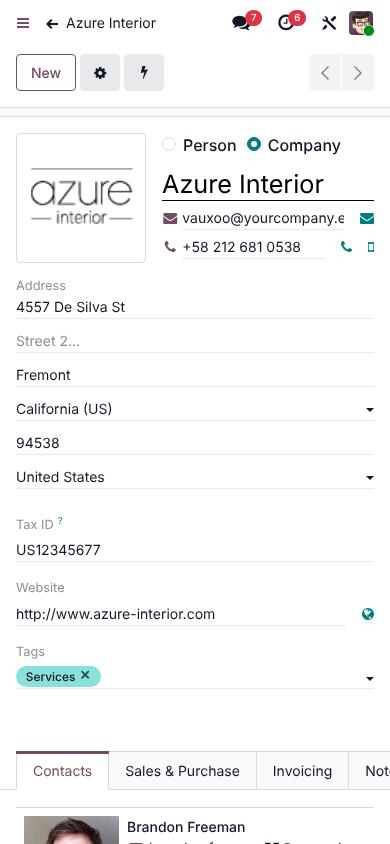 Azure Interior
7
6
New
azure
interior
Person
Company
Azure Interior
vauxoo@yourcompany.e
+58 212 681 0538
Address
4557 De Silva St
Street 2...
Fremont
California (US)
94538
United States
Tax ID ?
US12345677
Website
http://www.azure-interior.com
Tags
Services ✕
Contacts
Sales & Purchase
Invoicing
Not
Brandon Freeman